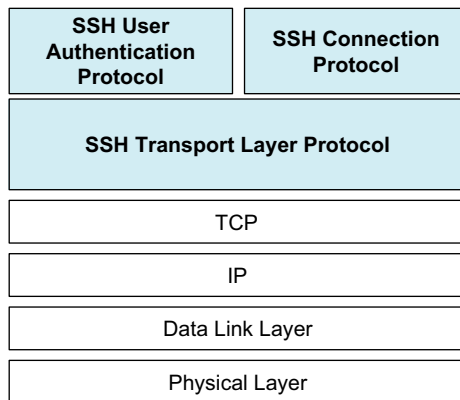 SSH User
Authentication
Protocol
SSH Connection
Protocol
SSH Transport Layer Protocol
TCP
IP
Data Link Layer
Physical Layer